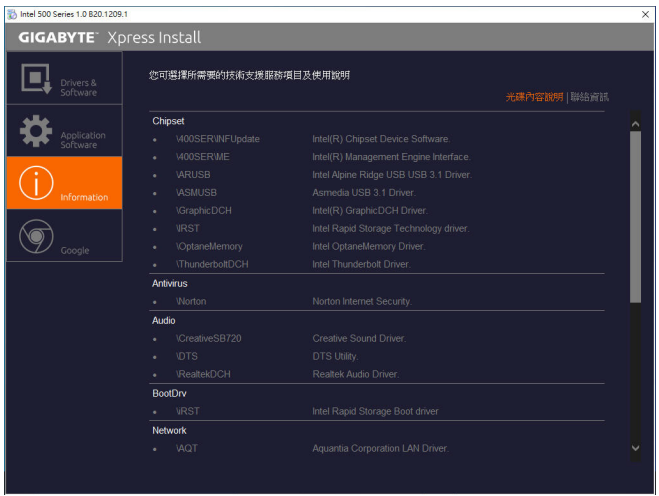 Intel 500 Series 1.0 B20.1209.1
GIGABYTE™ Xpress Install
Drivers &
Software
Application
Software
Information
Google
您可選擇所需要的技術支援服務項目及使用說明
光碟內容說明 | 聯絡資訊
Chipset
• \400SER\INFUpdate Intel(R) Chipset Device Software.
• \400SER\ME Intel(R) Management Engine Interface.
• \ARUSB Intel Alpine Ridge USB USB 3.1 Driver.
• \ASMUSB Asmedia USB 3.1 Driver.
• \GraphicDCH Intel(R) GraphicDCH Driver.
• \IRST Intel Rapid Storage Technology driver.
• \OptaneMemory Intel OptaneMemory Driver.
• \ThunderboltDCH Intel Thunderbolt Driver.
Antivirus
• \Norton Norton Internet Security.
Audio
• \CreativeSB720 Creative Sound Driver.
• \DTS DTS Utility.
• \RealtekDCH Realtek Audio Driver.
BootDrv
• \IRST Intel Rapid Storage Boot driver
Network
• \AQT Aquantia Corporation LAN Driver.